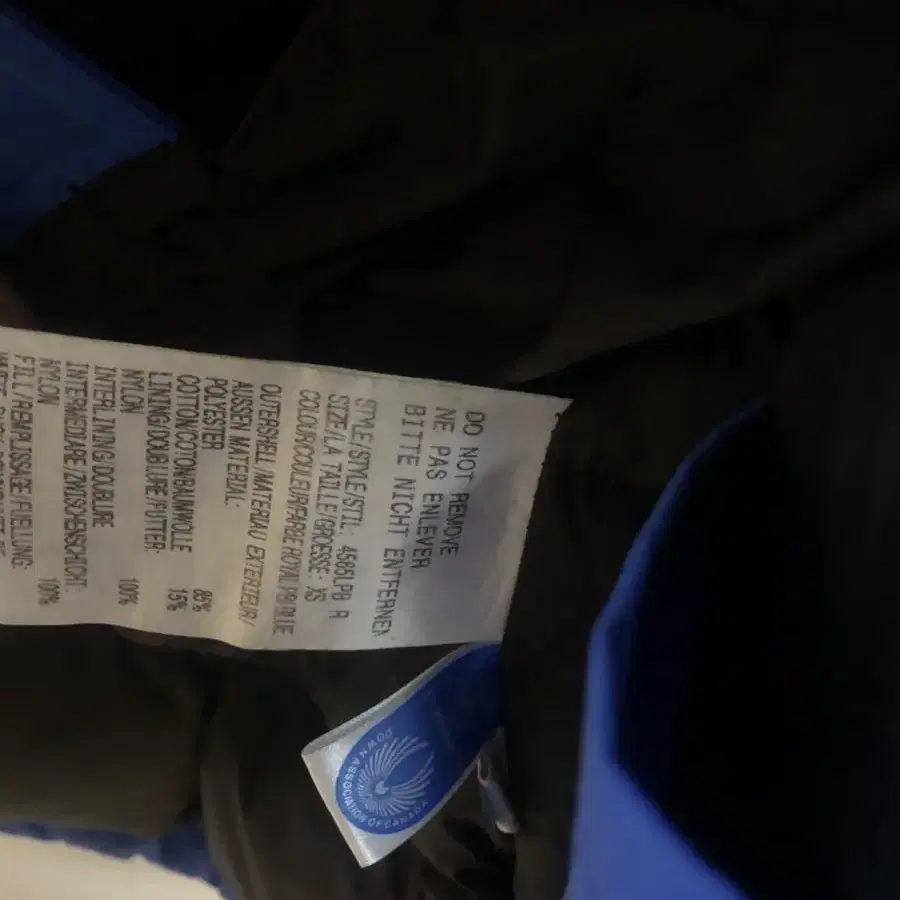 DO NOT REMOVE
NE PAS ENLEVER
BITTE NICHT ENTFERNEN
STYLE/STYLE/STIL: 4565LPB R
SIZE/LA TAILLE/GROESSE: XS
COLOUR/COULEUR/FARBE ROYAL PB BLUE
OUTERSHELL/MATERIAU EXTERIEUR/
AUSSEN MATERIAL:
POLYESTER 85%
COTTON/COTON/BAUMWOLLE 15%
LINING/DOUBLURE/FUTTER:
NYLON 100%
INTERLINING/DOUBLURE
INTERMEDIAIRE/ZWISCHENSCHICHT:
NYLON 100%
FILL/REMPLISSAGE/FUELLUNG:
DOWN ASSOCIATION OF CANADA